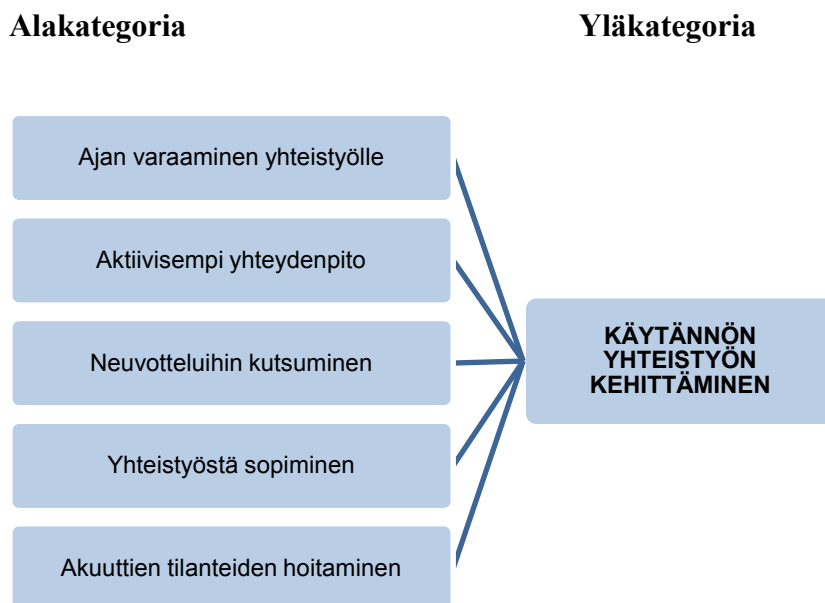 Alakategoria
Yläkategoria
Ajan varaaminen yhteistyölle
Aktiivisempi yhteydenpito
Neuvotteluihin kutsuminen
Yhteistyöstä sopiminen
Akuuttien tilanteiden hoitaminen
KÄYTÄNNÖN
YHTEISTYÖN
KEHITTÄMINEN